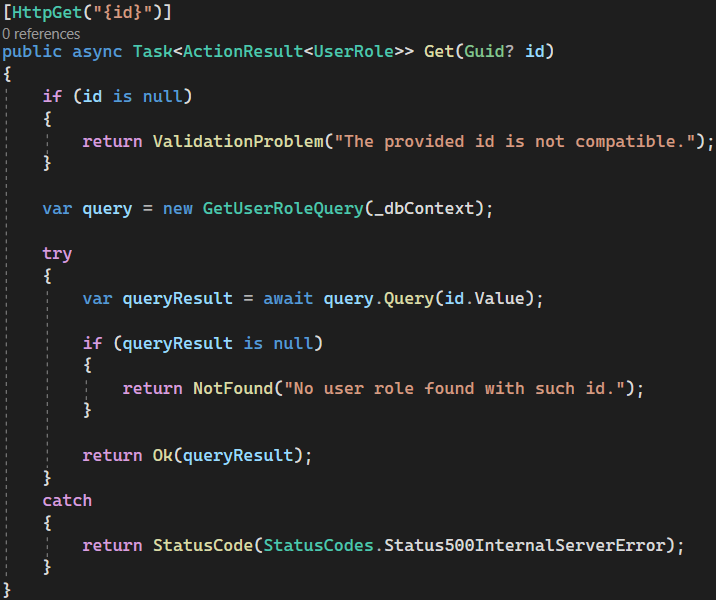 [HttpGet("{id}")]
0 references
public async Task<ActionResult<UserRole>> Get(Guid? id)
{
    if (id is null)
    {
        return ValidationProblem("The provided id is not compatible.");
    }

    var query = new GetUserRoleQuery(_dbContext);

    try
    {
        var queryResult = await query.Query(id.Value);

        if (queryResult is null)
        {
            return NotFound("No user role found with such id.");
        }

        return Ok(queryResult);
    }
    catch
    {
        return StatusCode(StatusCodes.Status500InternalServerError);
    }
}